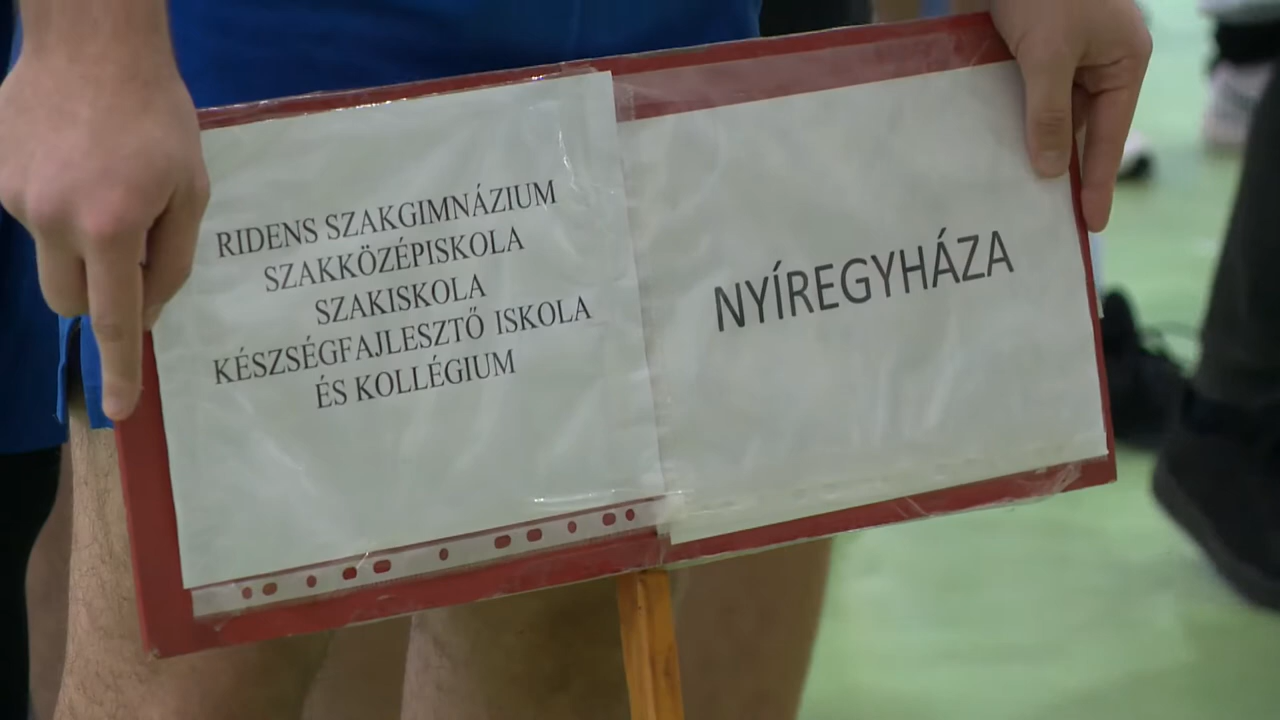 RIDENS SZAKGIMNÁZIUM
SZAKKÖZÉPISKOLA
SZAKISKOLA
KÉSZSÉGFAJLESZTŐ ISKOLA
ÉS KOLLÉGIUM
NYÍREGYHÁZA